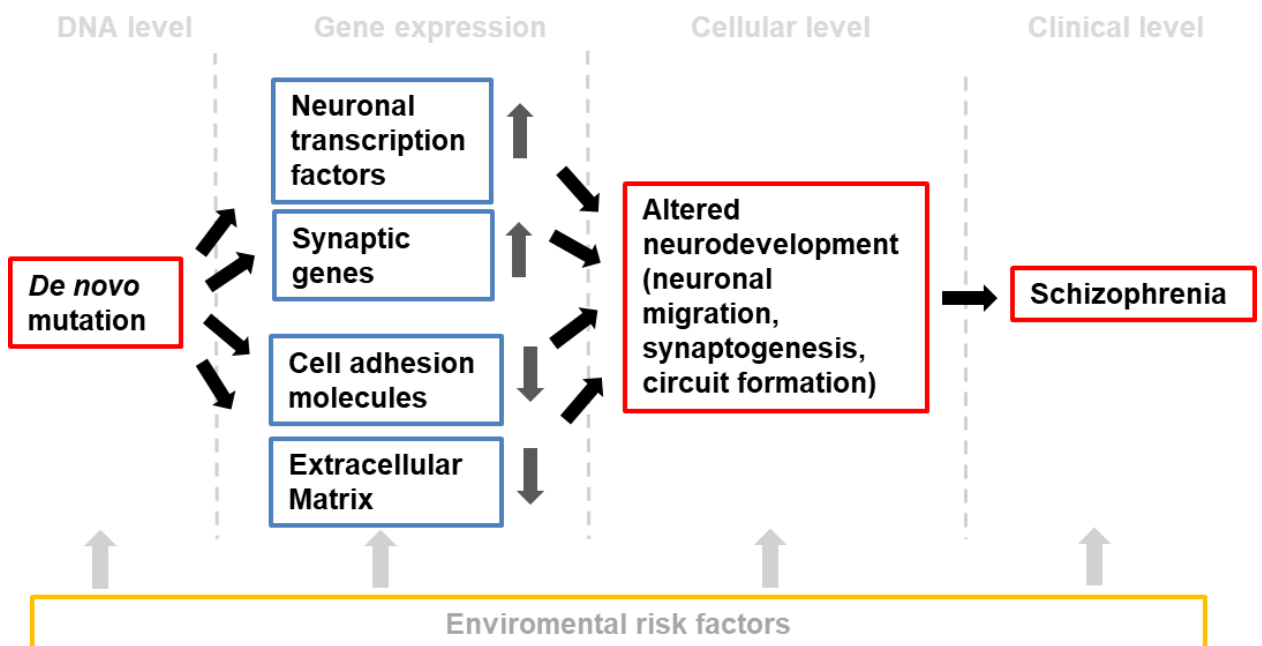 DNA level
Gene expression
Cellular level
Clinical level
Neuronal
transcription
factors
Synaptic
genes
De novo
mutation
Cell adhesion
molecules
Extracellular
Matrix
Altered
neurodevelopment
(neuronal
migration,
synaptogenesis,
circuit formation)
Schizophrenia
Enviromental risk factors